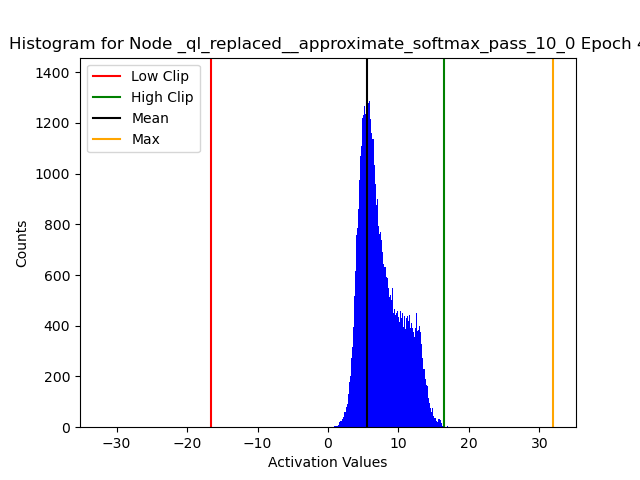 Histogram for Node _ql_replaced__approximate_softmax_pass_10_0 Epoch 4
1400
1200
1000
800
600
400
200
0
Counts
Low Clip
High Clip
Mean
Max
−30
−20
−10
0
10
20
30
Activation Values